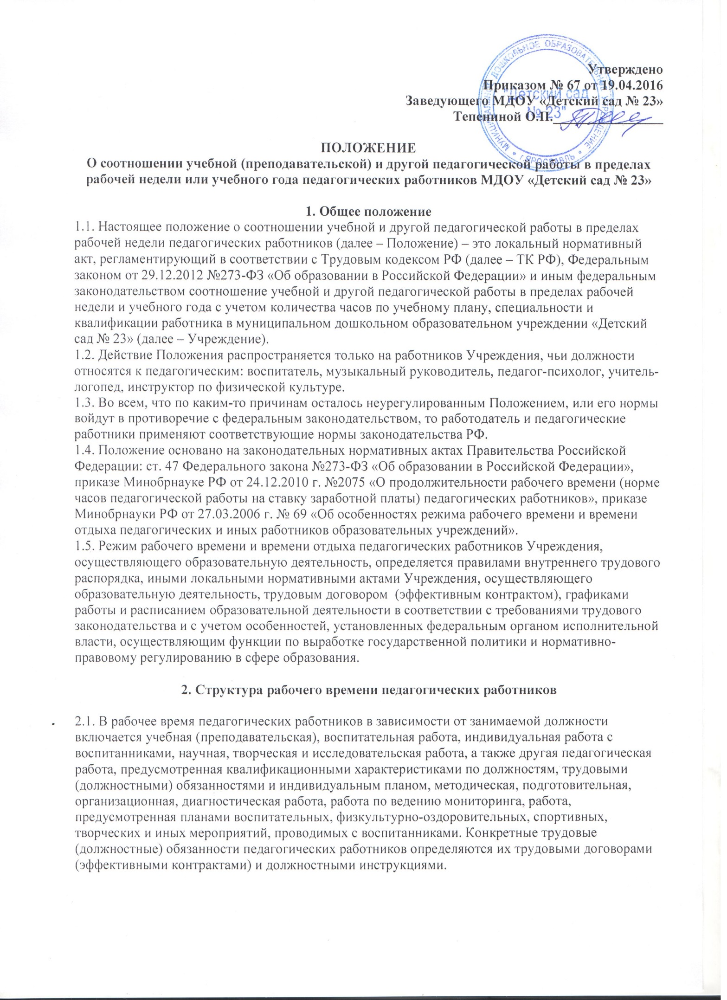 Утверждено
Приказом № 67 от 19.04.2016
Заведующего МДОУ «Детский сад № 23»
Тепениной О.П.
МУНИЦИПАЛЬНОЕ ДОШКОЛЬНОЕ ОБРАЗОВАТЕЛЬНОЕ УЧРЕЖДЕНИЕ * г.ЯРОСЛАВЛЬ *
"Детский сад
№ 23"
ПОЛОЖЕНИЕ
О соотношении учебной (преподавательской) и другой педагогической работы в пределах
рабочей недели или учебного года педагогических работников МДОУ «Детский сад № 23»
1. Общее положение
1.1. Настоящее положение о соотношении учебной и другой педагогической работы в пределах
рабочей недели педагогических работников (далее – Положение) – это локальный нормативный
акт, регламентирующий в соответствии с Трудовым кодексом РФ (далее – ТК РФ), Федеральным
законом от 29.12.2012 №273-ФЗ «Об образовании в Российской Федерации» и иным федеральным
законодательством соотношение учебной и другой педагогической работы в пределах рабочей
недели и учебного года с учетом количества часов по учебному плану, специальности и
квалификации работника в муниципальном дошкольном образовательном учреждении «Детский
сад № 23» (далее – Учреждение).
1.2. Действие Положения распространяется только на работников Учреждения, чьи должности
относятся к педагогическим: воспитатель, музыкальный руководитель, педагог-психолог, учитель-
логопед, инструктор по физической культуре.
1.3. Во всем, что по каким-то причинам осталось неурегулированным Положением, или его нормы
войдут в противоречие с федеральным законодательством, то работодатель и педагогические
работники применяют соответствующие нормы законодательства РФ.
1.4. Положение основано на законодательных нормативных актах Правительства Российской
Федерации: ст. 47 Федерального закона №273-ФЗ «Об образовании в Российской Федерации»,
приказе Минобрнауке РФ от 24.12.2010 г. №2075 «О продолжительности рабочего времени (норме
часов педагогической работы на ставку заработной платы) педагогических работников», приказе
Минобрнауки РФ от 27.03.2006 г. № 69 «Об особенностях режима рабочего времени и времени
отдыха педагогических и иных работников образовательных учреждений».
1.5. Режим рабочего времени и времени отдыха педагогических работников Учреждения,
осуществляющего образовательную деятельность, определяется правилами внутреннего трудового
распорядка, иными локальными нормативными актами Учреждения, осуществляющего
образовательную деятельность, трудовым договором (эффективным контрактом), графиками
работы и расписанием образовательной деятельности в соответствии с требованиями трудового
законодательства и с учетом особенностей, установленных федеральным органом исполнительной
власти, осуществляющим функции по выработке государственной политики и нормативно-
правовому регулированию в сфере образования.
2. Структура рабочего времени педагогических работников
2.1. В рабочее время педагогических работников в зависимости от занимаемой должности
включается учебная (преподавательская), воспитательная работа, индивидуальная работа с
воспитанниками, научная, творческая и исследовательская работа, а также другая педагогическая
работа, предусмотренная квалификационными характеристиками по должностям, трудовыми
(должностными) обязанностями и индивидуальным планом, методическая, подготовительная,
организационная, диагностическая работа, работа по ведению мониторинга, работа,
предусмотренная планами воспитательных, физкультурно-оздоровительных, спортивных,
творческих и иных мероприятий, проводимых с воспитанниками. Конкретные трудовые
(должностные) обязанности педагогических работников определяются их трудовыми договорами
(эффективными контрактами) и должностными инструкциями.